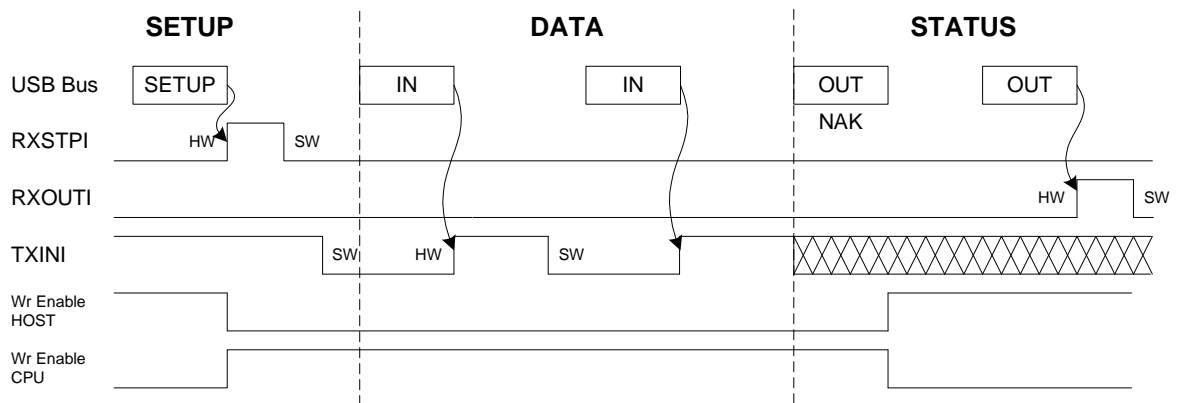 SETUP DATA STATUS
USB Bus SETUP IN IN OUT OUT
NAK
RXSTPI HW SW
RXOUTI HW SW
TXINI SW HW SW
Wr Enable
HOST
Wr Enable
CPU